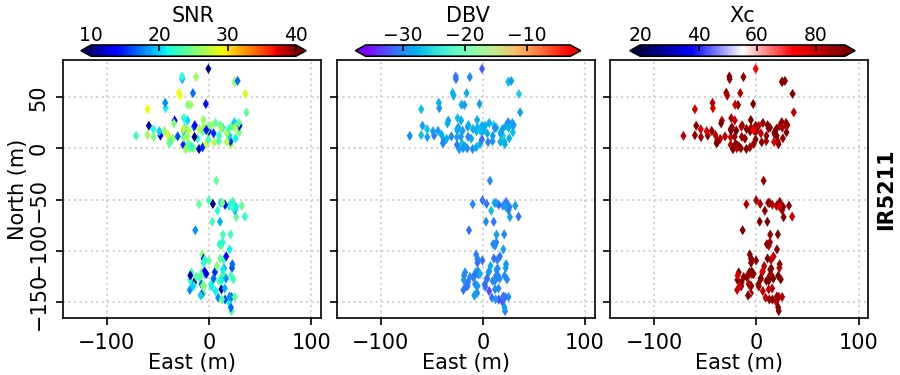 SNR DBV Xc
10 20 30 40 −30 −20 −10 20 40 60 80
50
0
−50
−100
−150
North (m)
−100 0 100 −100 0 100 −100 0 100
East (m) East (m) East (m)
IR5211